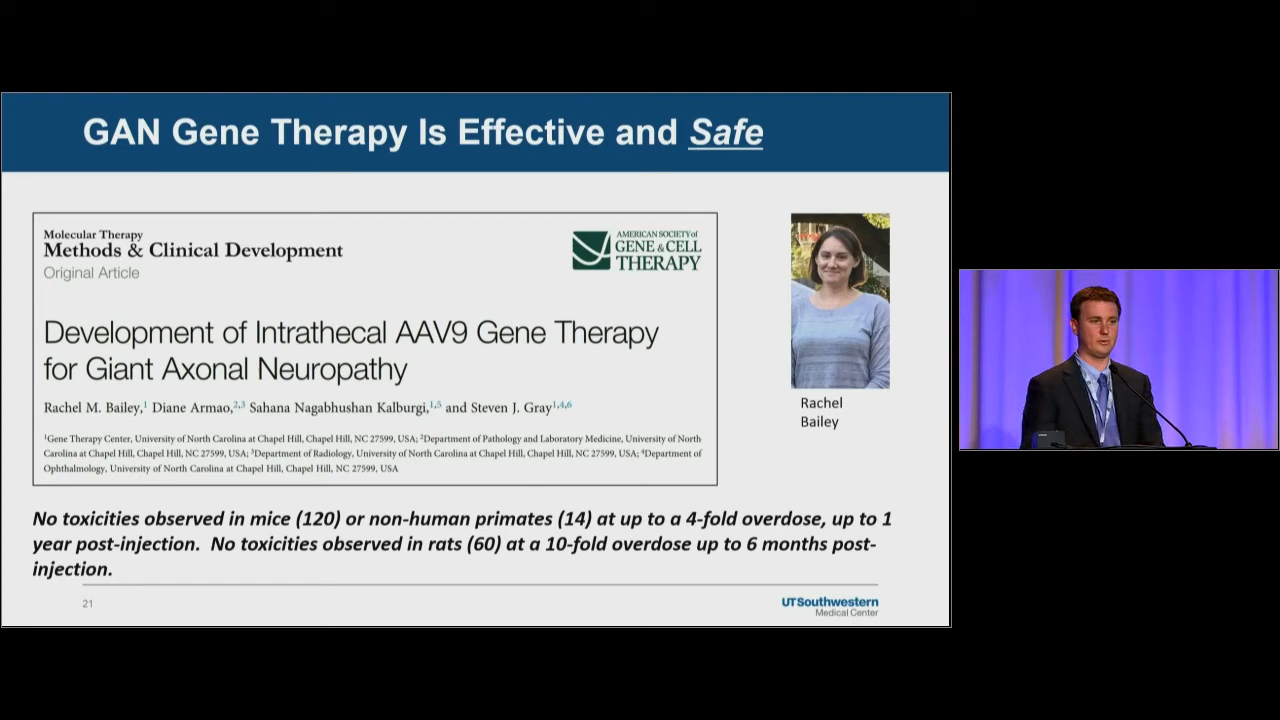 GAN Gene Therapy Is Effective and Safe
Molecular Therapy
Methods & Clinical Development
Original Article
AMERICAN SOCIETY of
GENE & CELL
THERAPY
Development of Intrathecal AAV9 Gene Therapy
for Giant Axonal Neuropathy
Rachel M. Bailey,1 Diane Armao,2,3 Sahana Nagabhushan Kalburgi,1,5 and Steven J. Gray1,4,6
1Gene Therapy Center, University of North Carolina at Chapel Hill, Chapel Hill, NC 27599, USA; 2Department of Pathology and Laboratory Medicine, University of North
Carolina at Chapel Hill, Chapel Hill, NC 27599, USA; 3Department of Radiology, University of North Carolina at Chapel Hill, Chapel Hill, NC 27599, USA; 4Department of
Ophthalmology, University of North Carolina at Chapel Hill, Chapel Hill, NC 27599, USA
Rachel
Bailey
No toxicities observed in mice (120) or non-human primates (14) at up to a 4-fold overdose, up to 1
year post-injection. No toxicities observed in rats (60) at a 10-fold overdose up to 6 months post-
injection.
21
UTSouthwestern
Medical Center